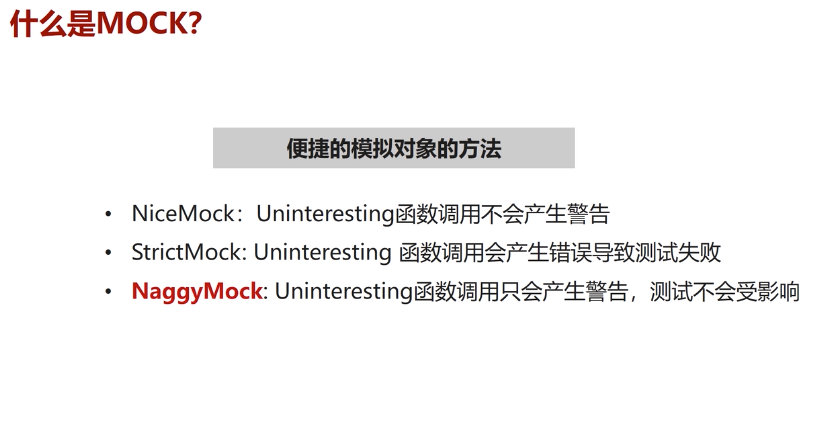 什么是MOCK?
便捷的模拟对象的方法
• NiceMock：Uninteresting函数调用不会产生警告
• StrictMock: Uninteresting 函数调用会产生错误导致测试失败
• NaggyMock: Uninteresting函数调用只会产生警告，测试不会受影响